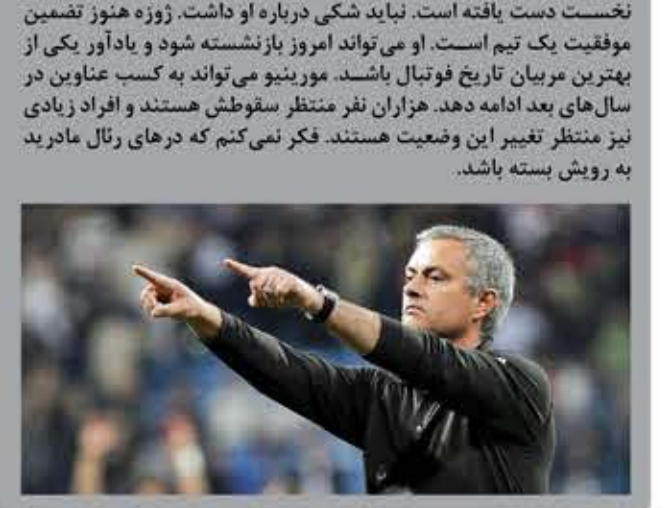 نخست دست یافته است. نباید شکی درباره او داشت. ژوزه هنوز تضمین
موفقیت یک تیم است. او می‌تواند امروز بازنشسته شود و یادآور یکی از
بهترین مربیان تاریخ فوتبال باشد. مورینیو می‌تواند به کسب عناوین در
سال‌های بعد ادامه دهد. هزاران نفر منتظر سقوطش هستند و افراد زیادی
نیز منتظر تغییر این وضعیت هستند. فکر نمی‌کنم که درهای رئال مادرید
به رویش بسته باشد.